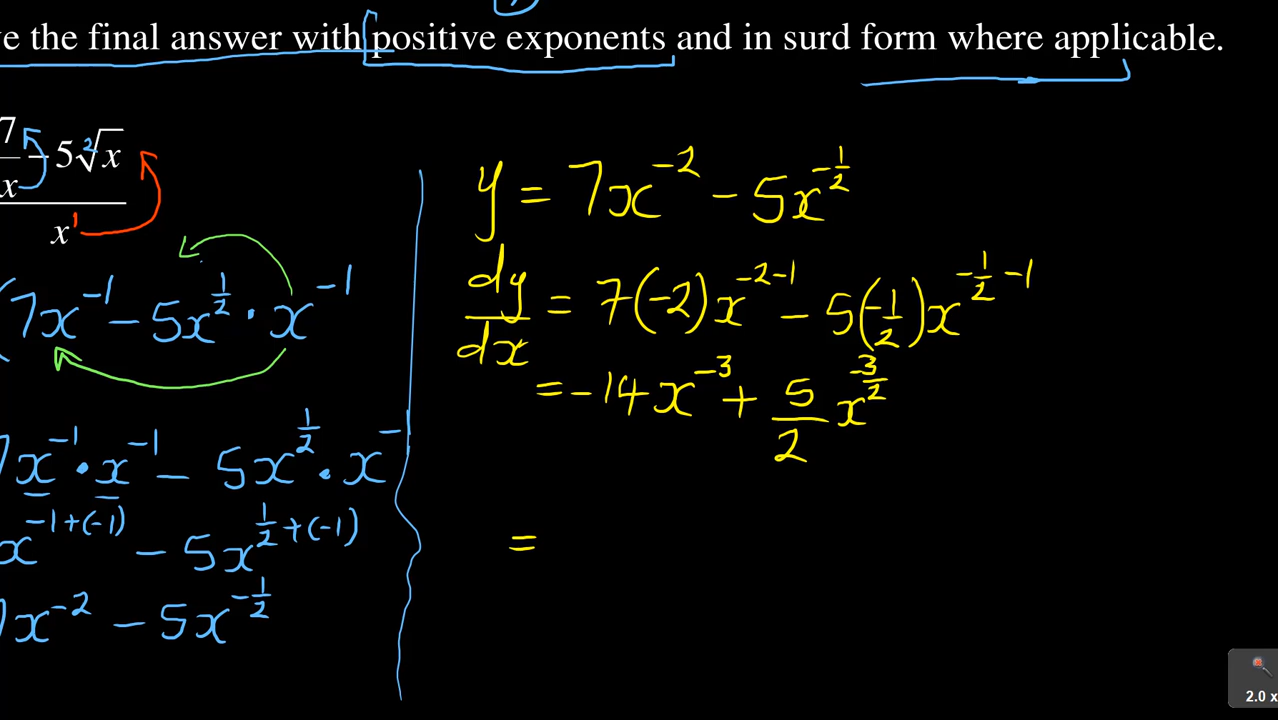 e the final answer with positive exponents and in surd form where applicable.
7/x − 5 ²√x
x¹
(7x⁻¹ − 5x^(1/2) · x⁻¹
7x⁻¹ · x⁻¹ − 5x^(1/2) · x⁻
x^(−1+(−1)) − 5x^(1/2+(−1))
7x⁻² − 5x^(−1/2)
y = 7x⁻² − 5x^(−1/2)
dy/dx = 7(−2)x^(−2−1) − 5(−1/2)x^(−1/2−1)
= −14x⁻³ + 5/2 x^(−3/2)
=
2.0 x